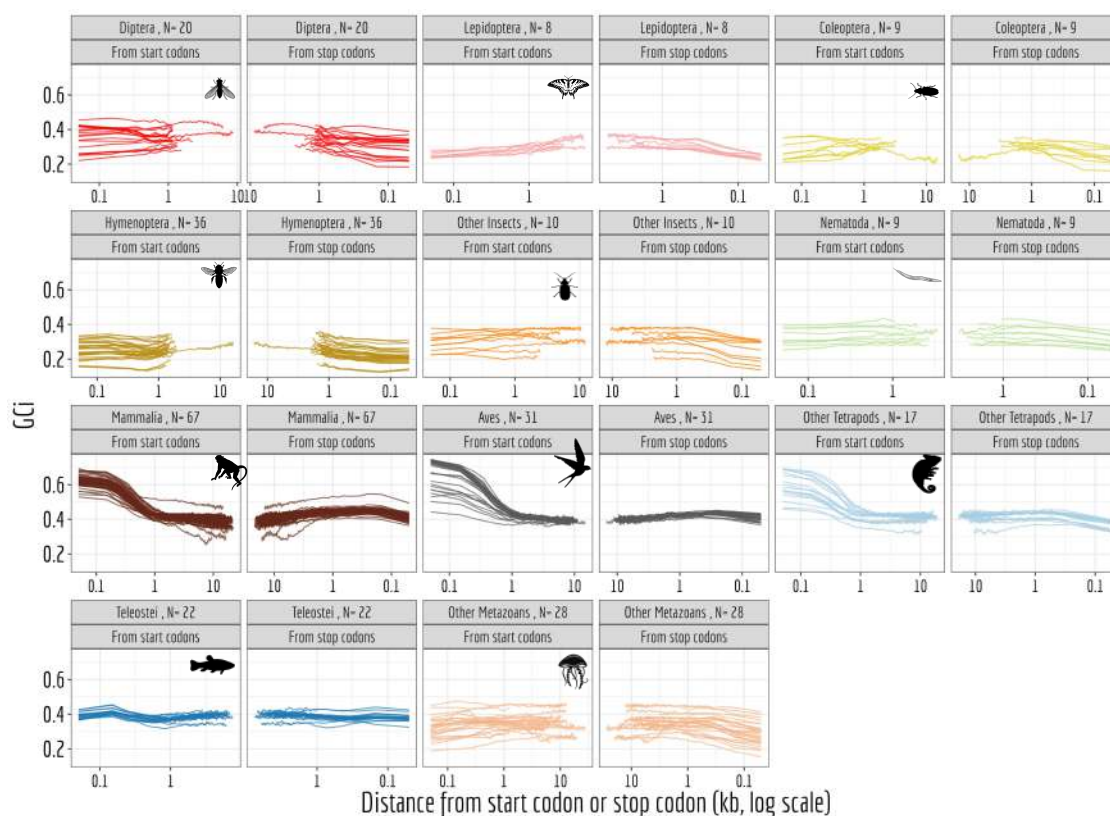 Diptera , N= 20 Diptera , N= 20 Lepidoptera , N= 8 Lepidoptera , N= 8 Coleoptera , N= 9 Coleoptera , N= 9
From start codons From stop codons From start codons From stop codons From start codons From stop codons
0.6
0.4
0.2
0.1 1 10 10 1 0.1 0.1 1 1 0.1 0.1 1 10 10 1 0.1
Hymenoptera , N= 36 Hymenoptera , N= 36 Other Insects , N= 10 Other Insects , N= 10 Nematoda , N= 9 Nematoda , N= 9
From start codons From stop codons From start codons From stop codons From start codons From stop codons
0.6
0.4
0.2
0.1 1 10 10 1 0.1 0.1 1 10 10 1 0.1 0.1 1 1 0.1
GCi
Mammalia , N= 67 Mammalia , N= 67 Aves , N= 31 Aves , N= 31 Other Tetrapods , N= 17 Other Tetrapods , N= 17
From start codons From stop codons From start codons From stop codons From start codons From stop codons
0.6
0.4
0.2
0.1 1 10 10 1 0.1 0.1 1 10 10 1 0.1 0.1 1 10 10 1 0.1
Teleostei , N= 22 Teleostei , N= 22 Other Metazoans , N= 28 Other Metazoans , N= 28
From start codons From stop codons From start codons From stop codons
0.6
0.4
0.2
0.1 1 1 0.1 0.1 1 10 10 1 0.1
Distance from start codon or stop codon (kb, log scale)